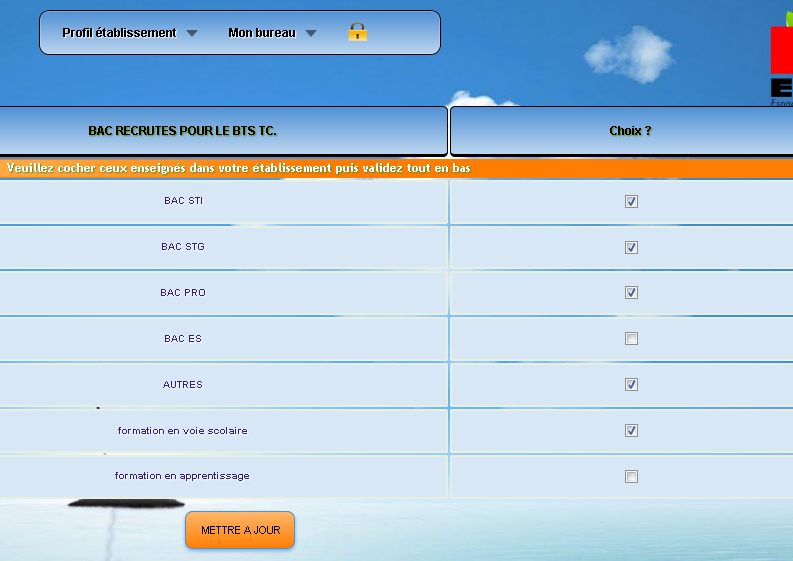 Profil établissement
Mon bureau
E
Espac
BAC RECRUTES POUR LE BTS TC.
Choix ?
Veuillez cocher ceux enseignés dans votre établissement puis validez tout en bas
BAC STI
BAC STG
BAC PRO
BAC ES
AUTRES
formation en voie scolaire
formation en apprentissage
METTRE A JOUR